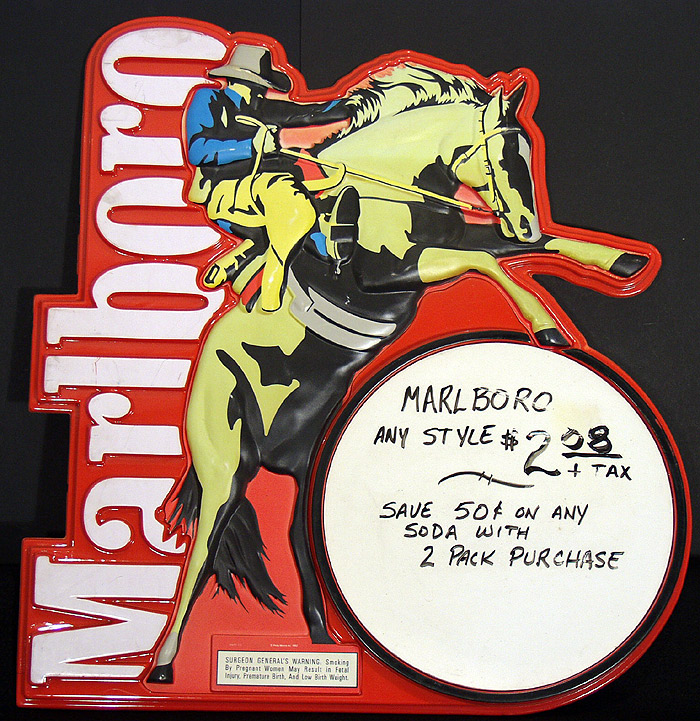 Marlboro
MARLBORO
ANY STYLE $2.08
+ TAX
SAVE 50¢ ON ANY
SODA WITH
2 PACK PURCHASE
SURGEON GENERAL'S WARNING: Smoking
By Pregnant Women May Result in Fetal
Injury, Premature Birth, And Low Birth Weight.